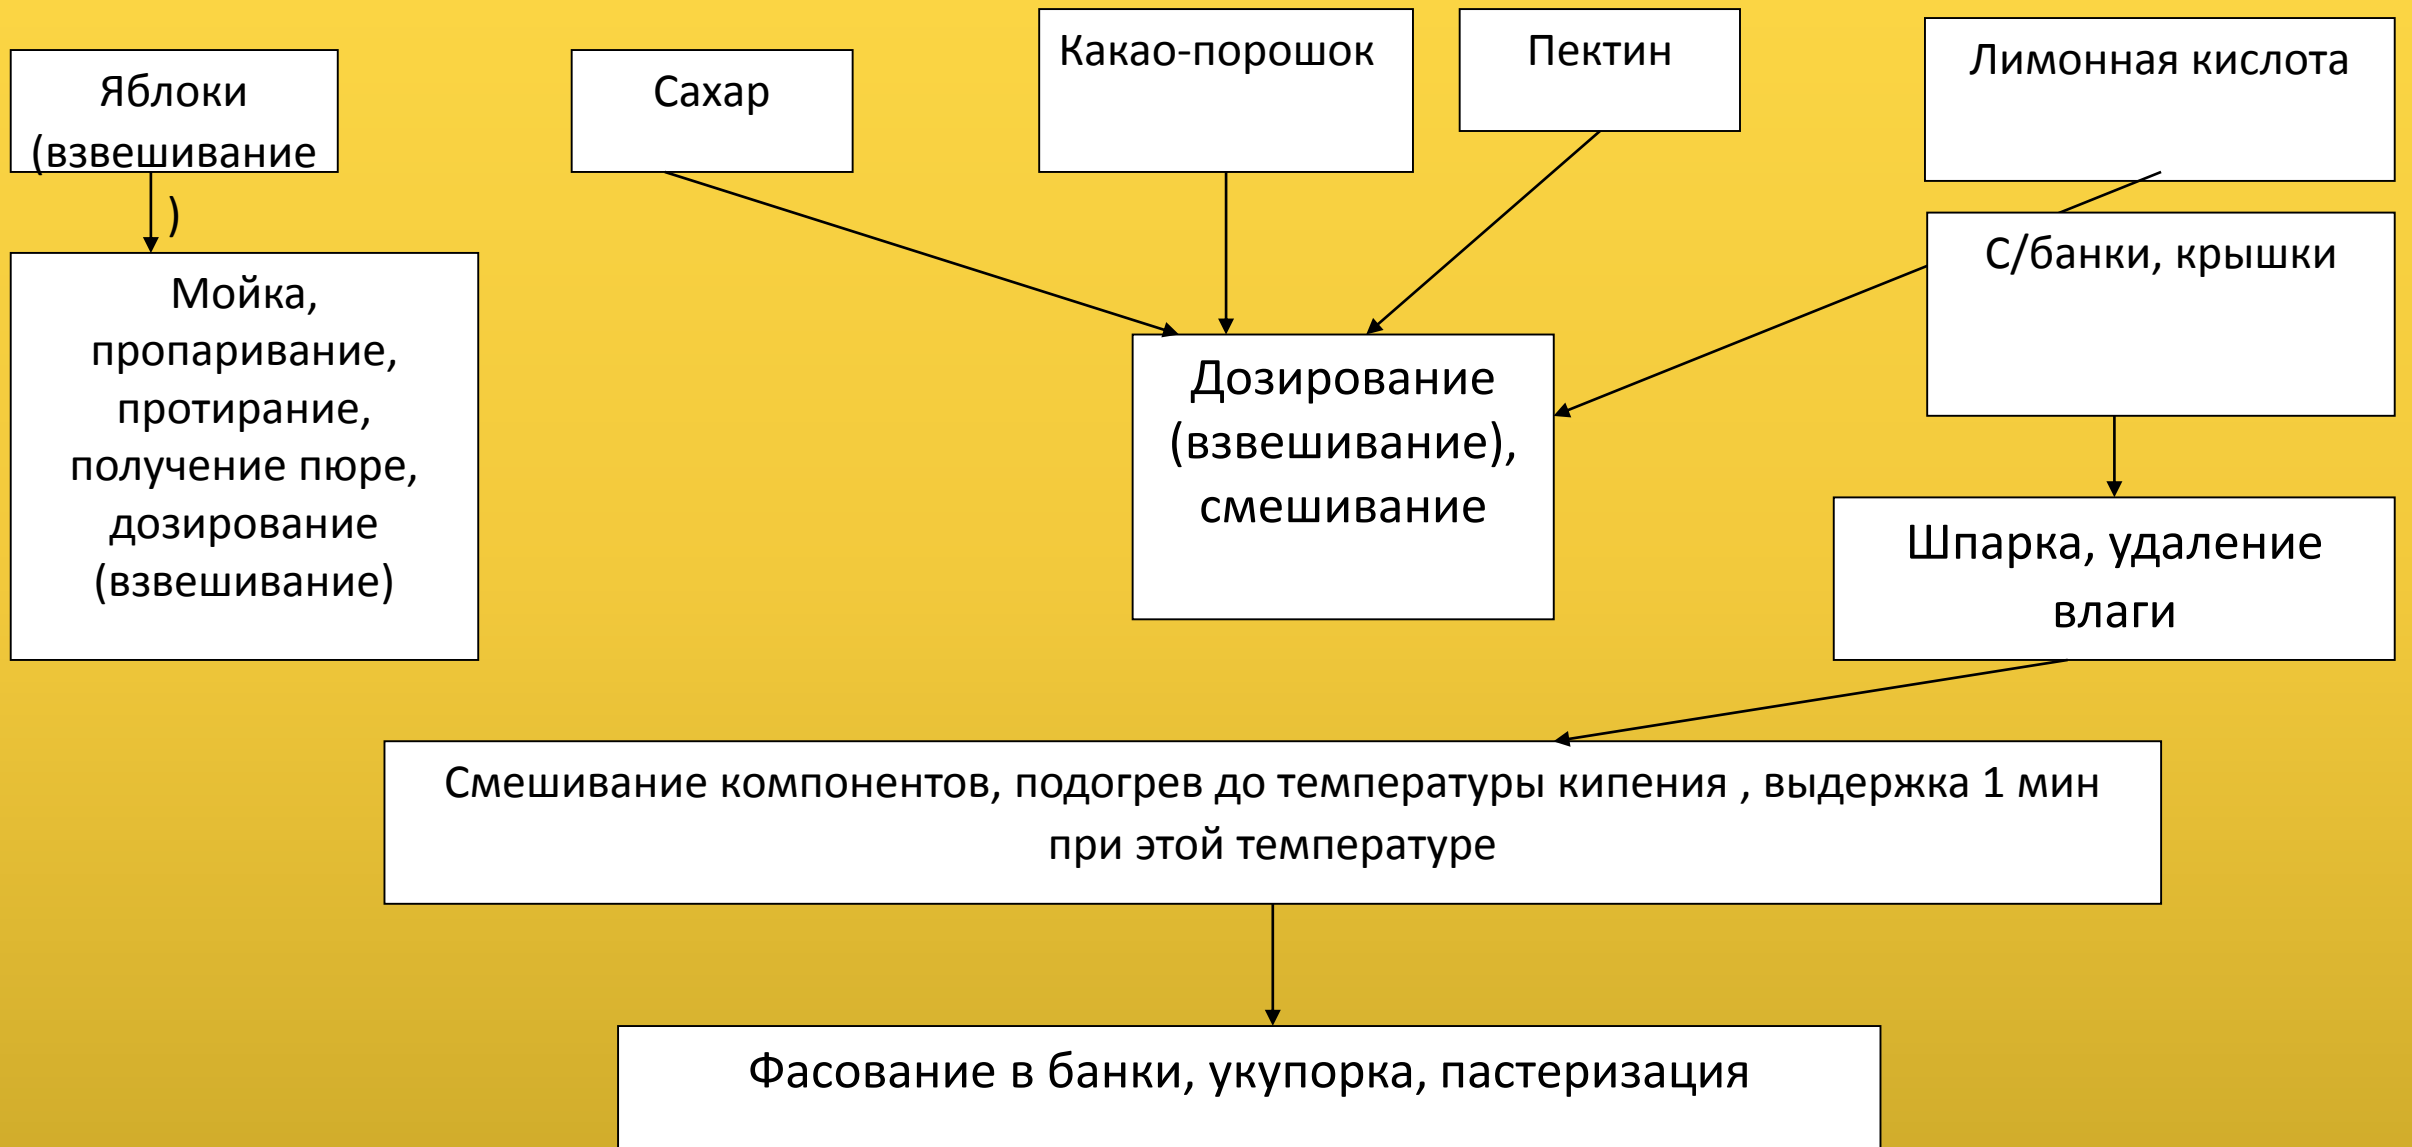 Яблоки
(взвешивание
)
Сахар
Какао-порошок
Пектин
Лимонная кислота
С/банки, крышки
Мойка,
пропаривание,
протирание,
получение пюре,
дозирование
(взвешивание)
Дозирование
(взвешивание),
смешивание
Шпарка, удаление
влаги
Смешивание компонентов, подогрев до температуры кипения , выдержка 1 мин
при этой температуре
Фасование в банки, укупорка, пастеризация